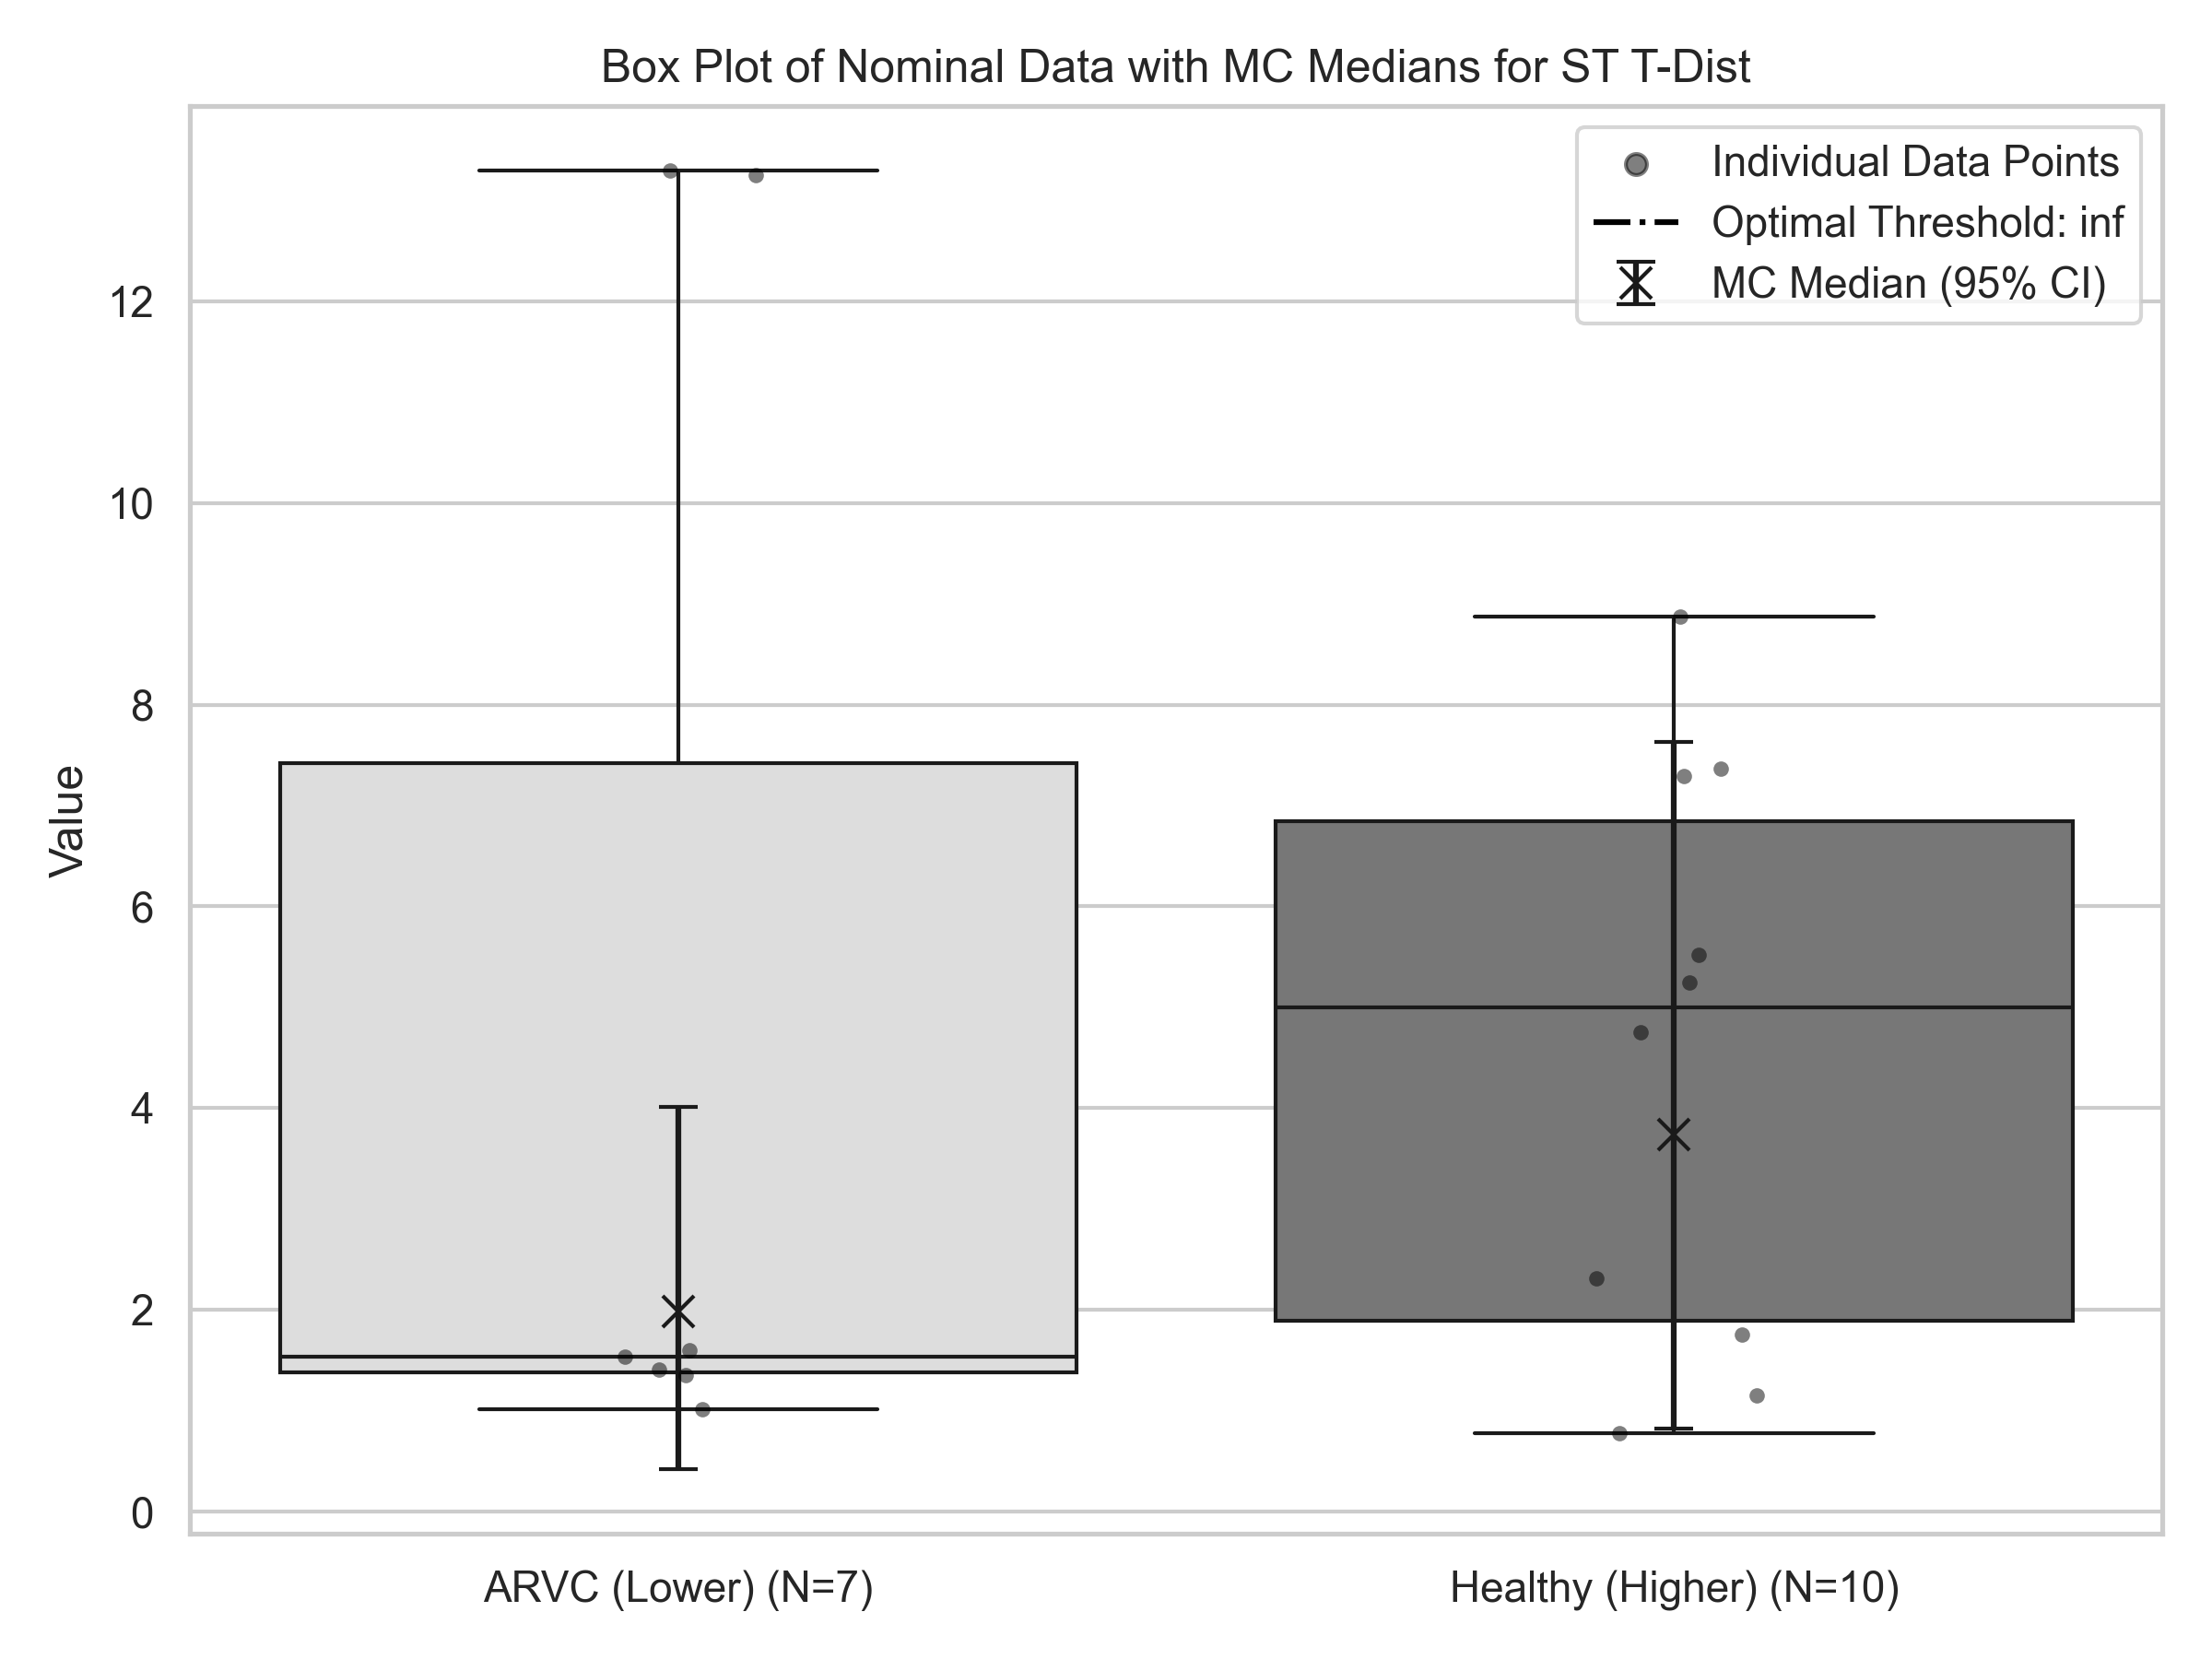 Box Plot of Nominal Data with MC Medians for ST T-Dist
Individual Data Points
Optimal Threshold: inf
MC Median (95% CI)
12
10
8
6
4
2
0
Value
ARVC (Lower) (N=7)
Healthy (Higher) (N=10)